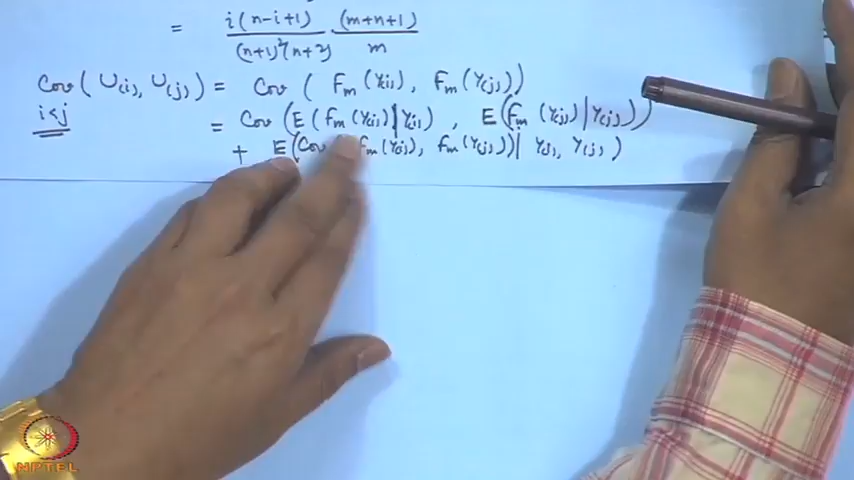 = i(n-i+1)/(n+1)²(n+2) · (m+n+1)/m
Cov(U(i), U(j)) = Cov(Fm(Y(i)), Fm(Y(j)))
i<j
= Cov(E(Fm(Y(i))|Y(i)), E(Fm(Y(j))|Y(j)))
+ E(Cov Fm(Y(i)), Fm(Y(j)))| Y(i), Y(j))
NPTEL